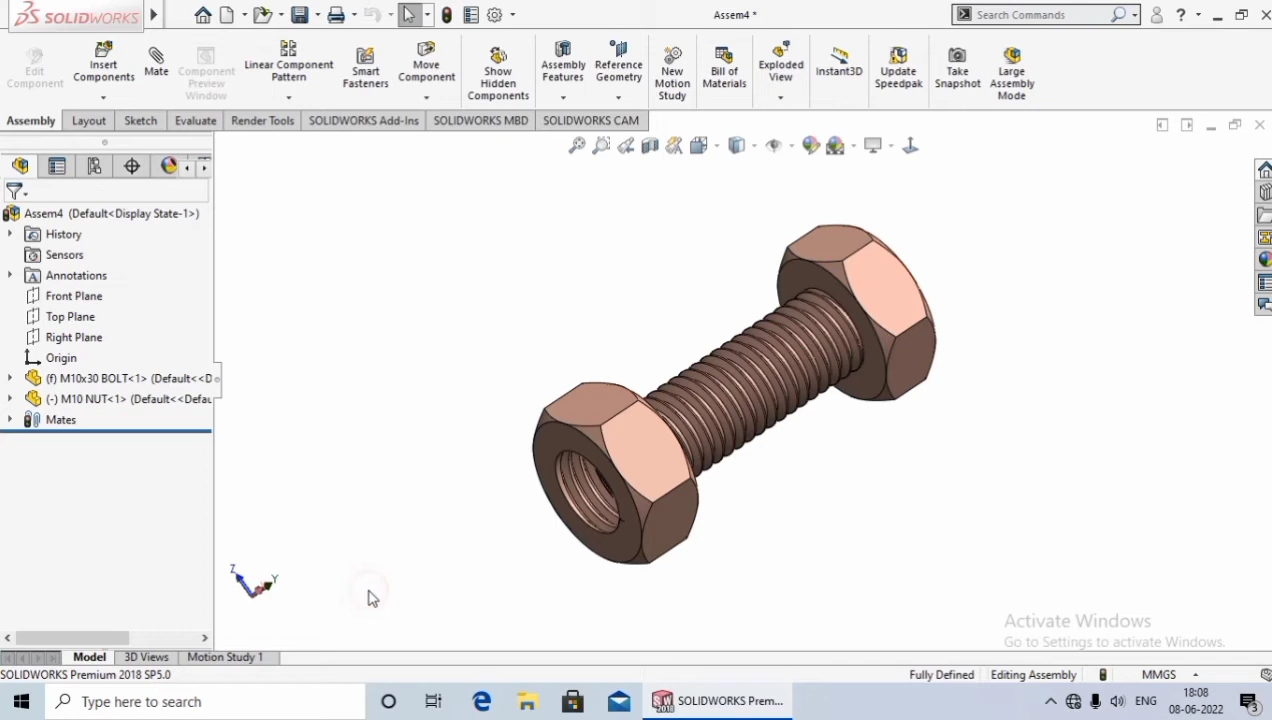 SOLIDWORKS
Assem4 *
Search Commands
Edit Component
Insert Components
Mate
Component Preview Window
Linear Component Pattern
Smart Fasteners
Move Component
Show Hidden Components
Assembly Features
Reference Geometry
New Motion Study
Bill of Materials
Exploded View
Instant3D
Update Speedpak
Take Snapshot
Large Assembly Mode
Assembly
Layout
Sketch
Evaluate
Render Tools
SOLIDWORKS Add-Ins
SOLIDWORKS MBD
SOLIDWORKS CAM
Assem4 (Default<Display State-1>)
History
Sensors
Annotations
Front Plane
Top Plane
Right Plane
Origin
(f) M10x30 BOLT<1> (Default<<D
(-) M10 NUT<1> (Default<<Defau
Mates
Z
Y
Activate Windows
Go to Settings to activate Windows.
Model
3D Views
Motion Study 1
SOLIDWORKS Premium 2018 SP5.0
Fully Defined
Editing Assembly
MMGS
Type here to search
SOLIDWORKS Prem...
ENG
18:08
08-06-2022
3